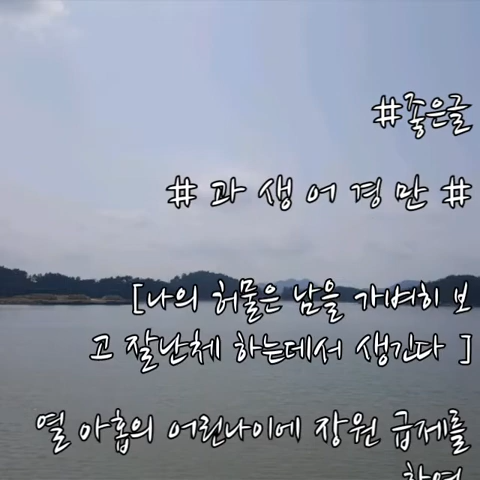 #좋은글
# 과 생 어 경 만 #
[나의 허물은 남을 가벼히 보
고 잘난체 하는데서 생긴다 ]
열 아홉의 어린나이에 장원 급제를